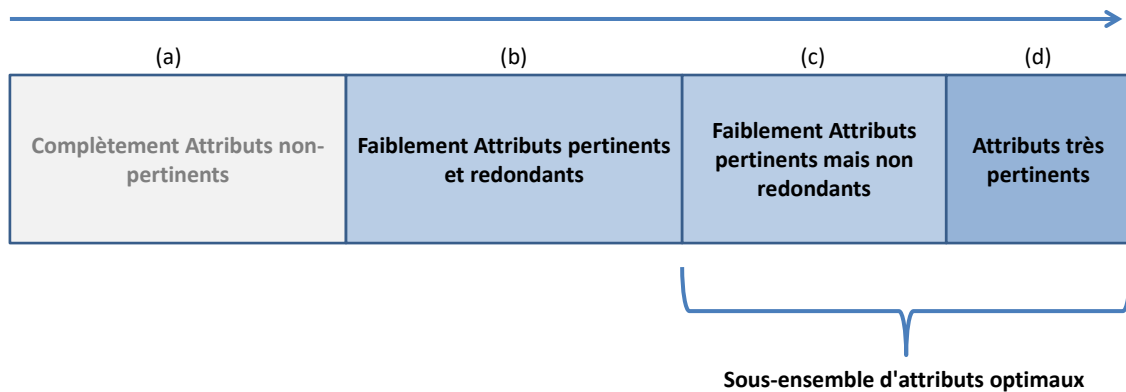 (a)
(b)
(c)
(d)
Complètement Attributs non-
pertinents
Faiblement Attributs pertinents
et redondants
Faiblement Attributs
pertinents mais non
redondants
Attributs très
pertinents
Sous-ensemble d'attributs optimaux